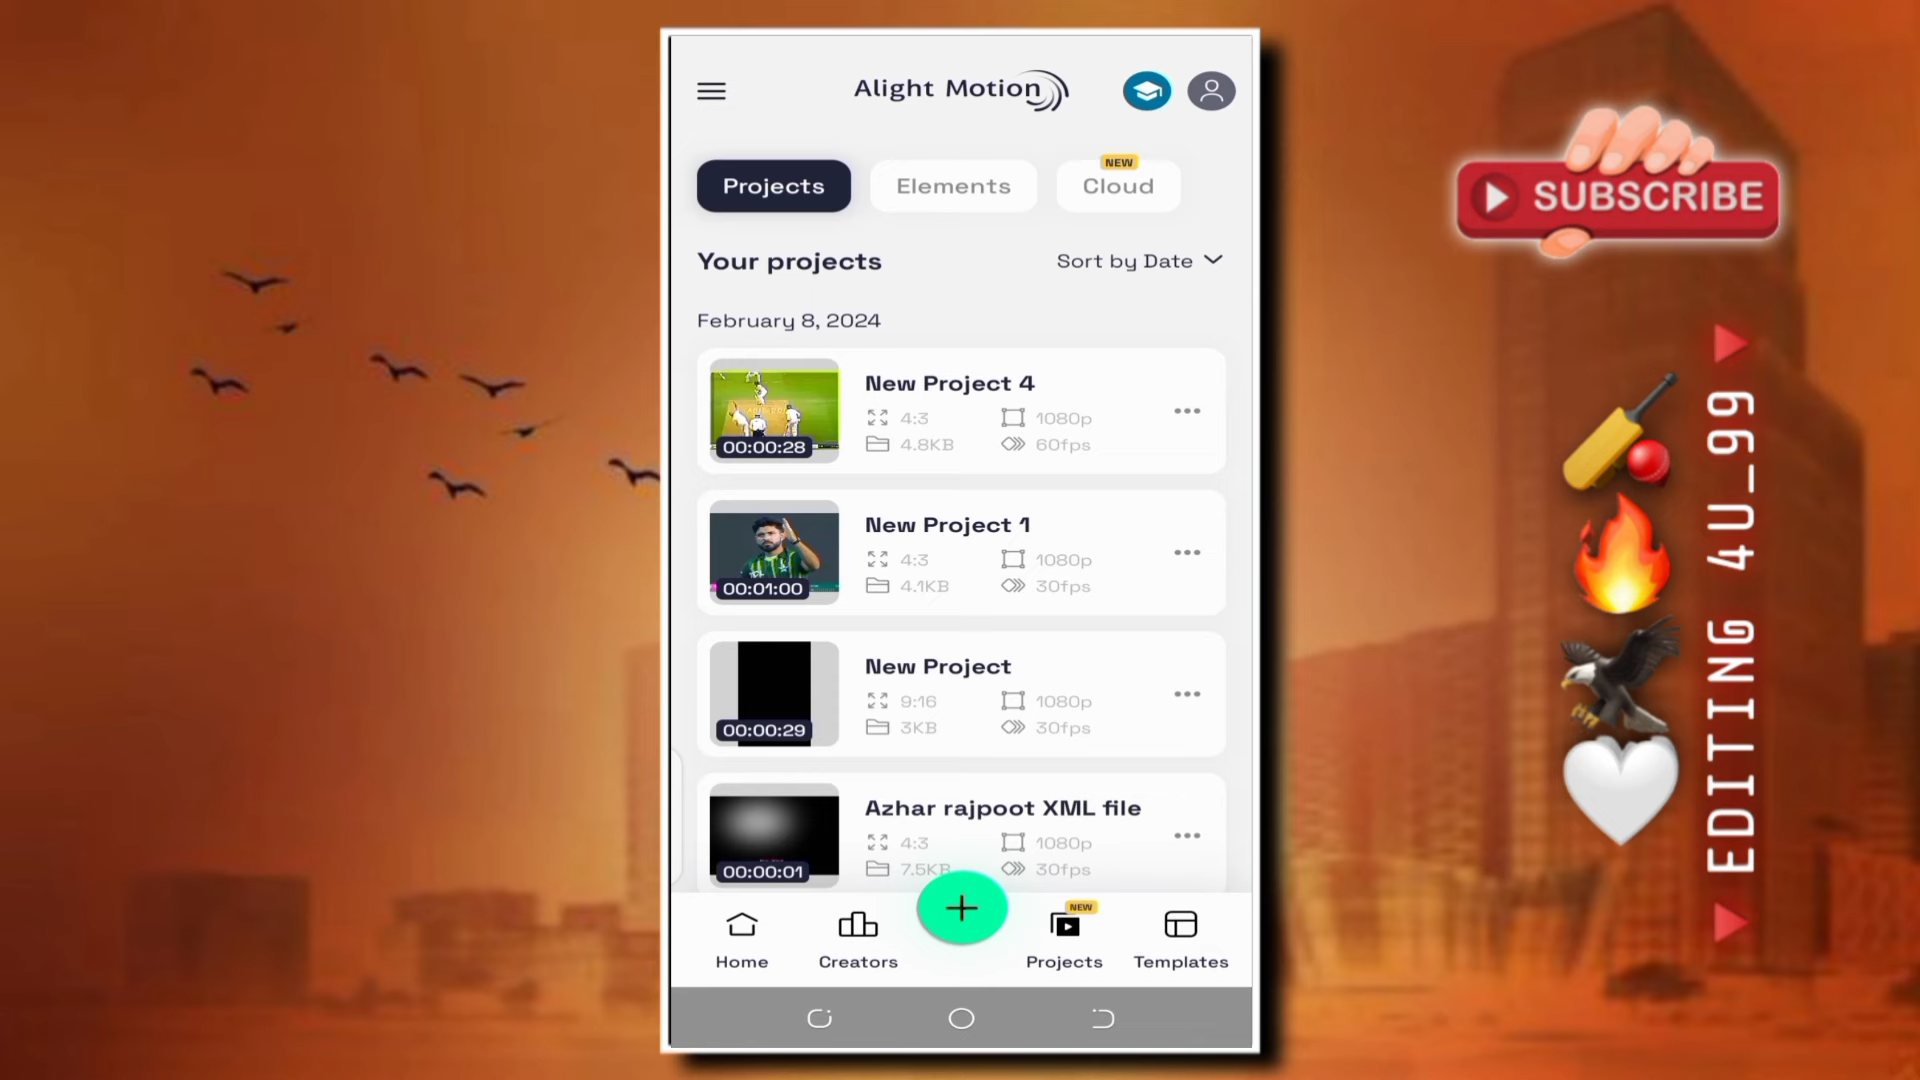 Alight Motion
Projects
Elements
NEW
Cloud
Your projects
Sort by Date
February 8, 2024
New Project 4
4:3
1080p
4.8KB
60fps
00:00:28
New Project 1
4:3
1080p
4.1KB
30fps
00:01:00
New Project
9:16
1080p
3KB
30fps
00:00:29
Azhar rajpoot XML file
4:3
1080p
7.5KB
30fps
00:00:01
Home
Creators
NEW
Projects
Templates
SUBSCRIBE
EDITING 4U_99